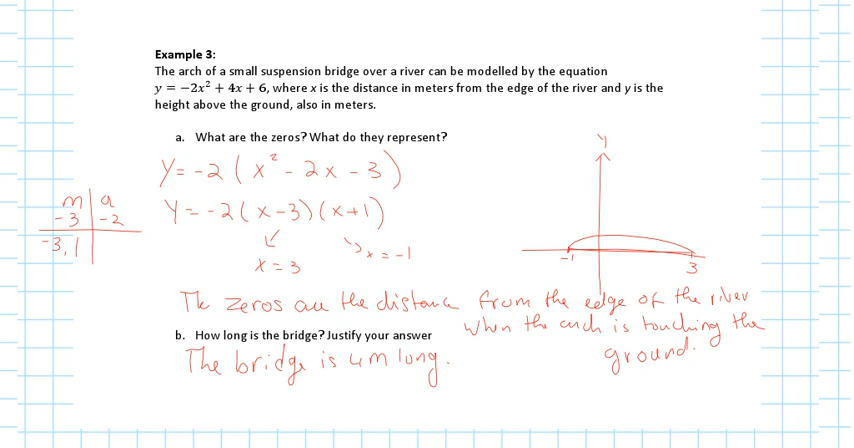 Example 3:
The arch of a small suspension bridge over a river can be modelled by the equation
y = −2x² + 4x + 6, where x is the distance in meters from the edge of the river and y is the
height above the ground, also in meters.
a. What are the zeros? What do they represent?
y = -2 ( x² - 2x - 3 )
m | a
-3 | -2
-3, 1 |
y = -2 ( x-3 ) ( x+1 )
x = 3
x = -1
y
-1
3
The zeros are the distance from the edge of the river
when the arch is touching the
ground.
b. How long is the bridge? Justify your answer
The bridge is 4m long.